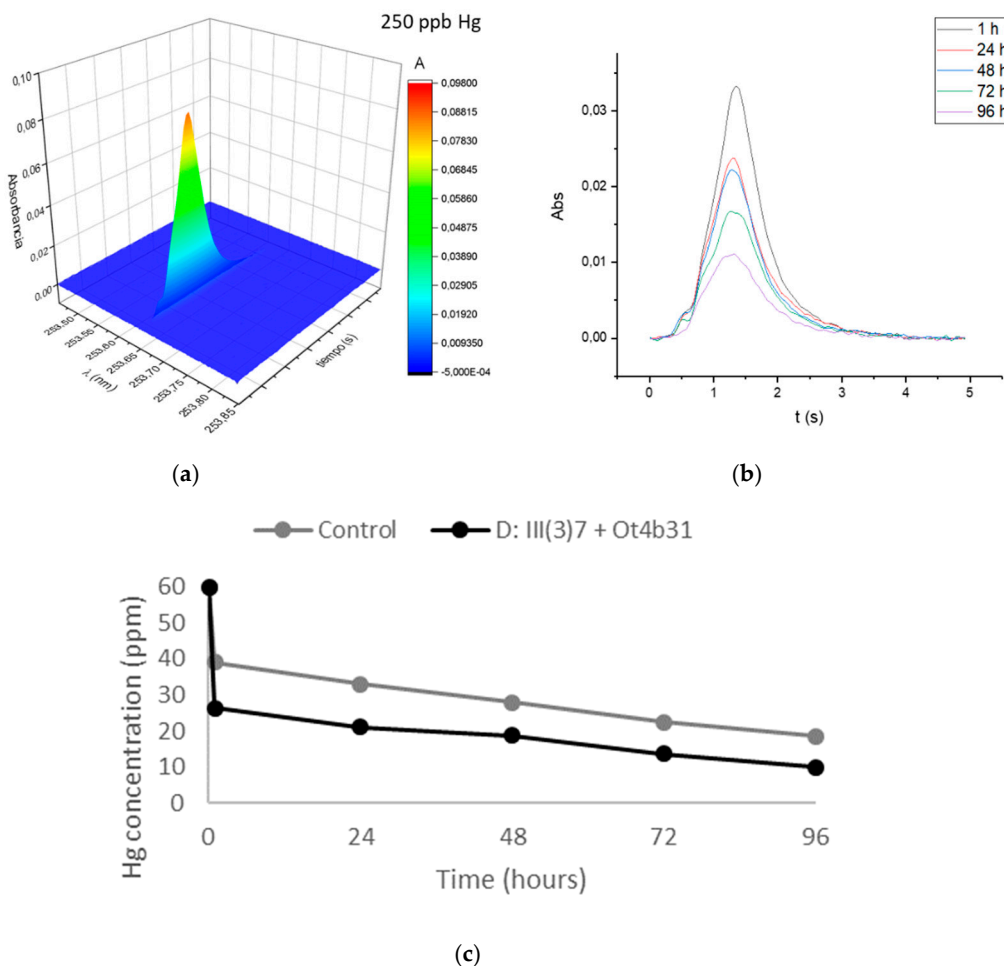 250 ppb Hg
A
0,10
0,08
0,06
0,04
0,02
0,00
Absorbancia
253,50
253,55
253,60
253,65
253,70
253,75
253,80
253,85
λ (nm)
tiempo (s)
0,09800
0,08815
0,07830
0,06845
0,05860
0,04875
0,03890
0,02905
0,01920
0,009350
-5,000E-04
(a)
1 h
24 h
48 h
72 h
96 h
0,03
0,02
0,01
0,00
Abs
0 1 2 3 4 5
t (s)
(b)
Control D: III(3)7 + Ot4b31
60
50
40
30
20
10
0
Hg concentration (ppm)
0 24 48 72 96
Time (hours)
(c)